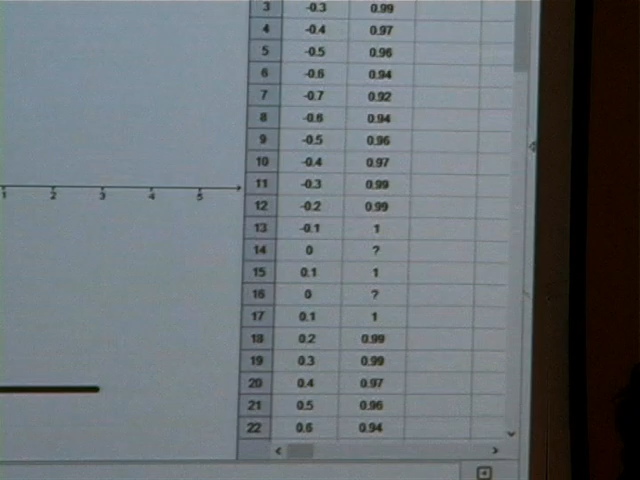 3 -0.3 0.99
4 -0.4 0.97
5 -0.5 0.96
6 -0.6 0.94
7 -0.7 0.92
8 -0.6 0.94
9 -0.5 0.96
10 -0.4 0.97
11 -0.3 0.99
12 -0.2 0.99
13 -0.1 1
14 0 ?
15 0.1 1
16 0 ?
17 0.1 1
18 0.2 0.99
19 0.3 0.99
20 0.4 0.97
21 0.5 0.96
22 0.6 0.94
1 2 3 4 5